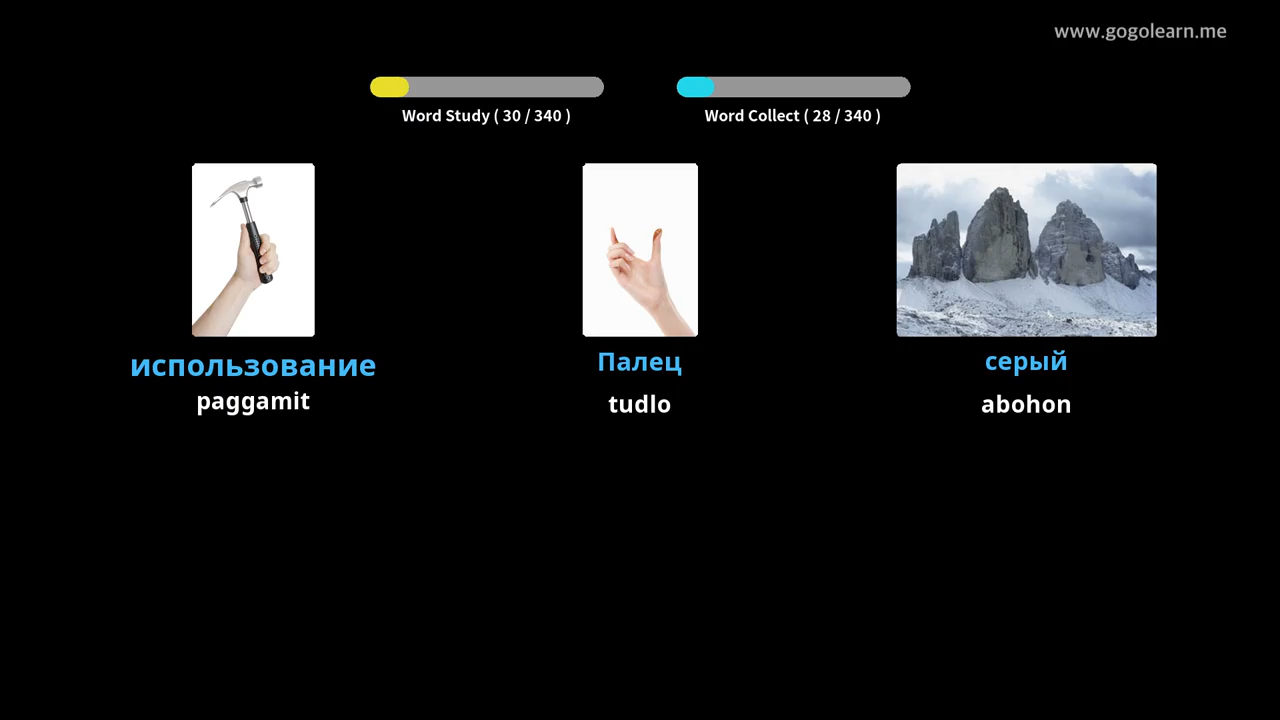 www.gogolearn.me
Word Study ( 30 / 340 )
Word Collect ( 28 / 340 )
использование
paggamit
Палец
tudlo
серый
abohon